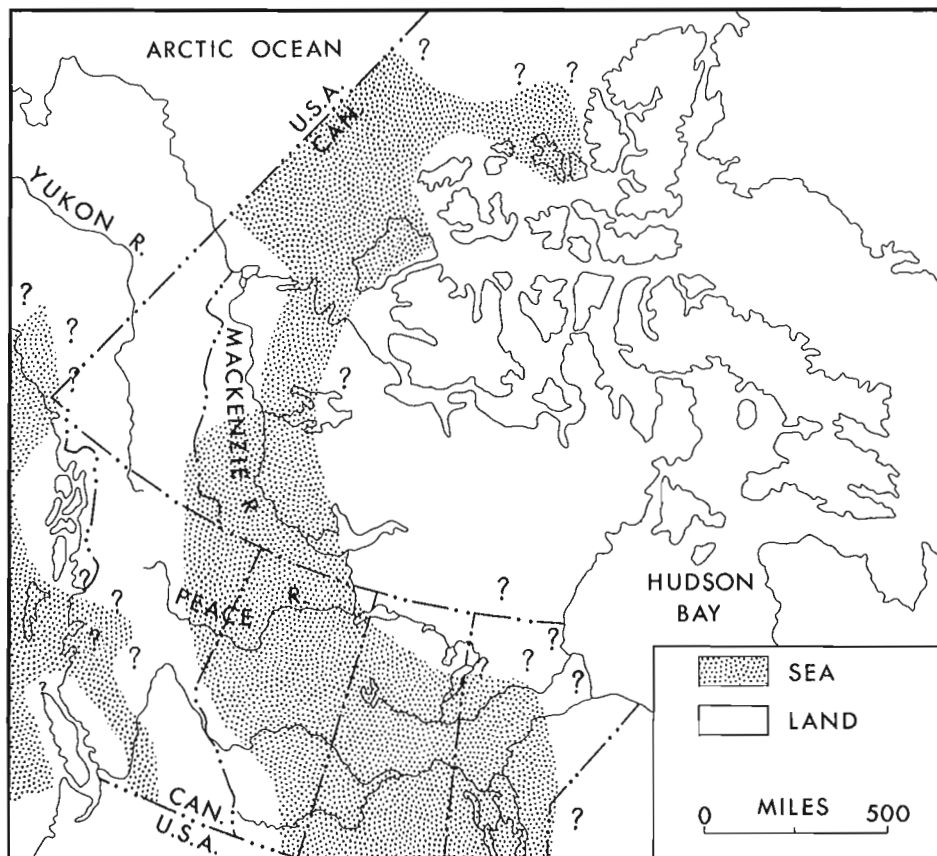 ARCTIC OCEAN
?
?
?
U.S.A.
CAN.
YUKON R.
?
?
?
MACKENZIE R
?
?
?
PEACE R.
?
HUDSON
BAY
?
?
?
?
?
?
?
?
SEA
LAND
CAN.
U.S.A.
?
0 MILES 500